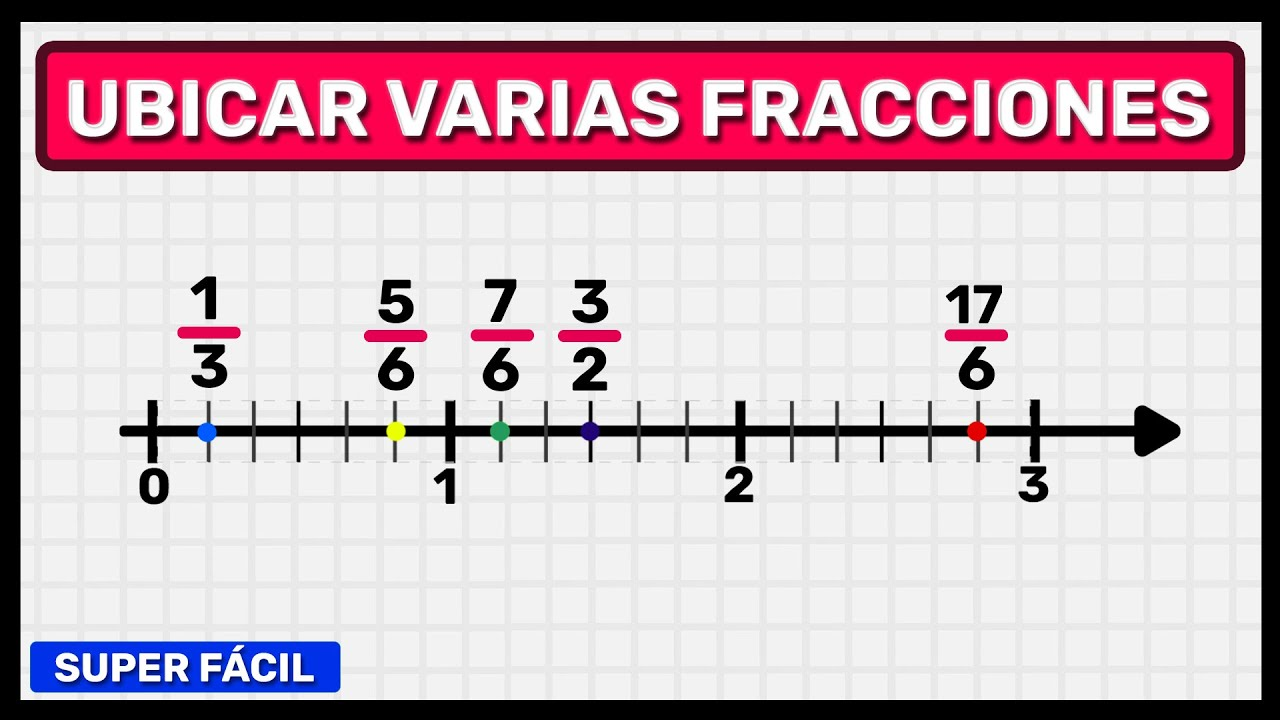 UBICAR VARIAS FRACCIONES
1/3 5/6 7/6 3/2 17/6
0 1 2 3
SUPER FÁCIL